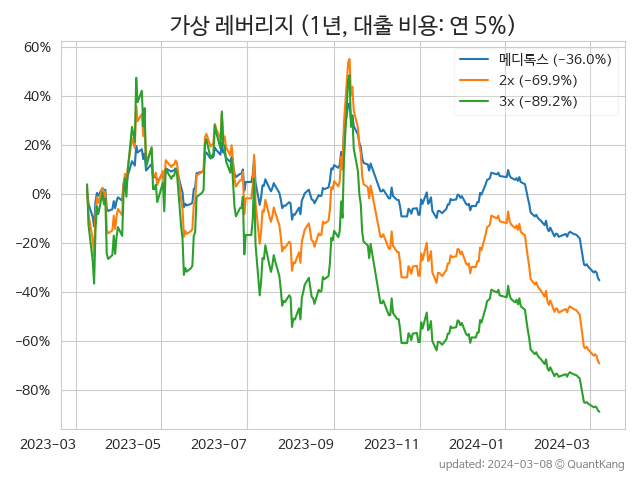 가상 레버리지 (1년, 대출 비용: 연 5%)
메디톡스 (−36.0%)
2x (−69.9%)
3x (−89.2%)
60%
40%
20%
0%
−20%
−40%
−60%
−80%
2023-03 2023-05 2023-07 2023-09 2023-11 2024-01 2024-03
updated: 2024-03-08 ⓒ QuantKang